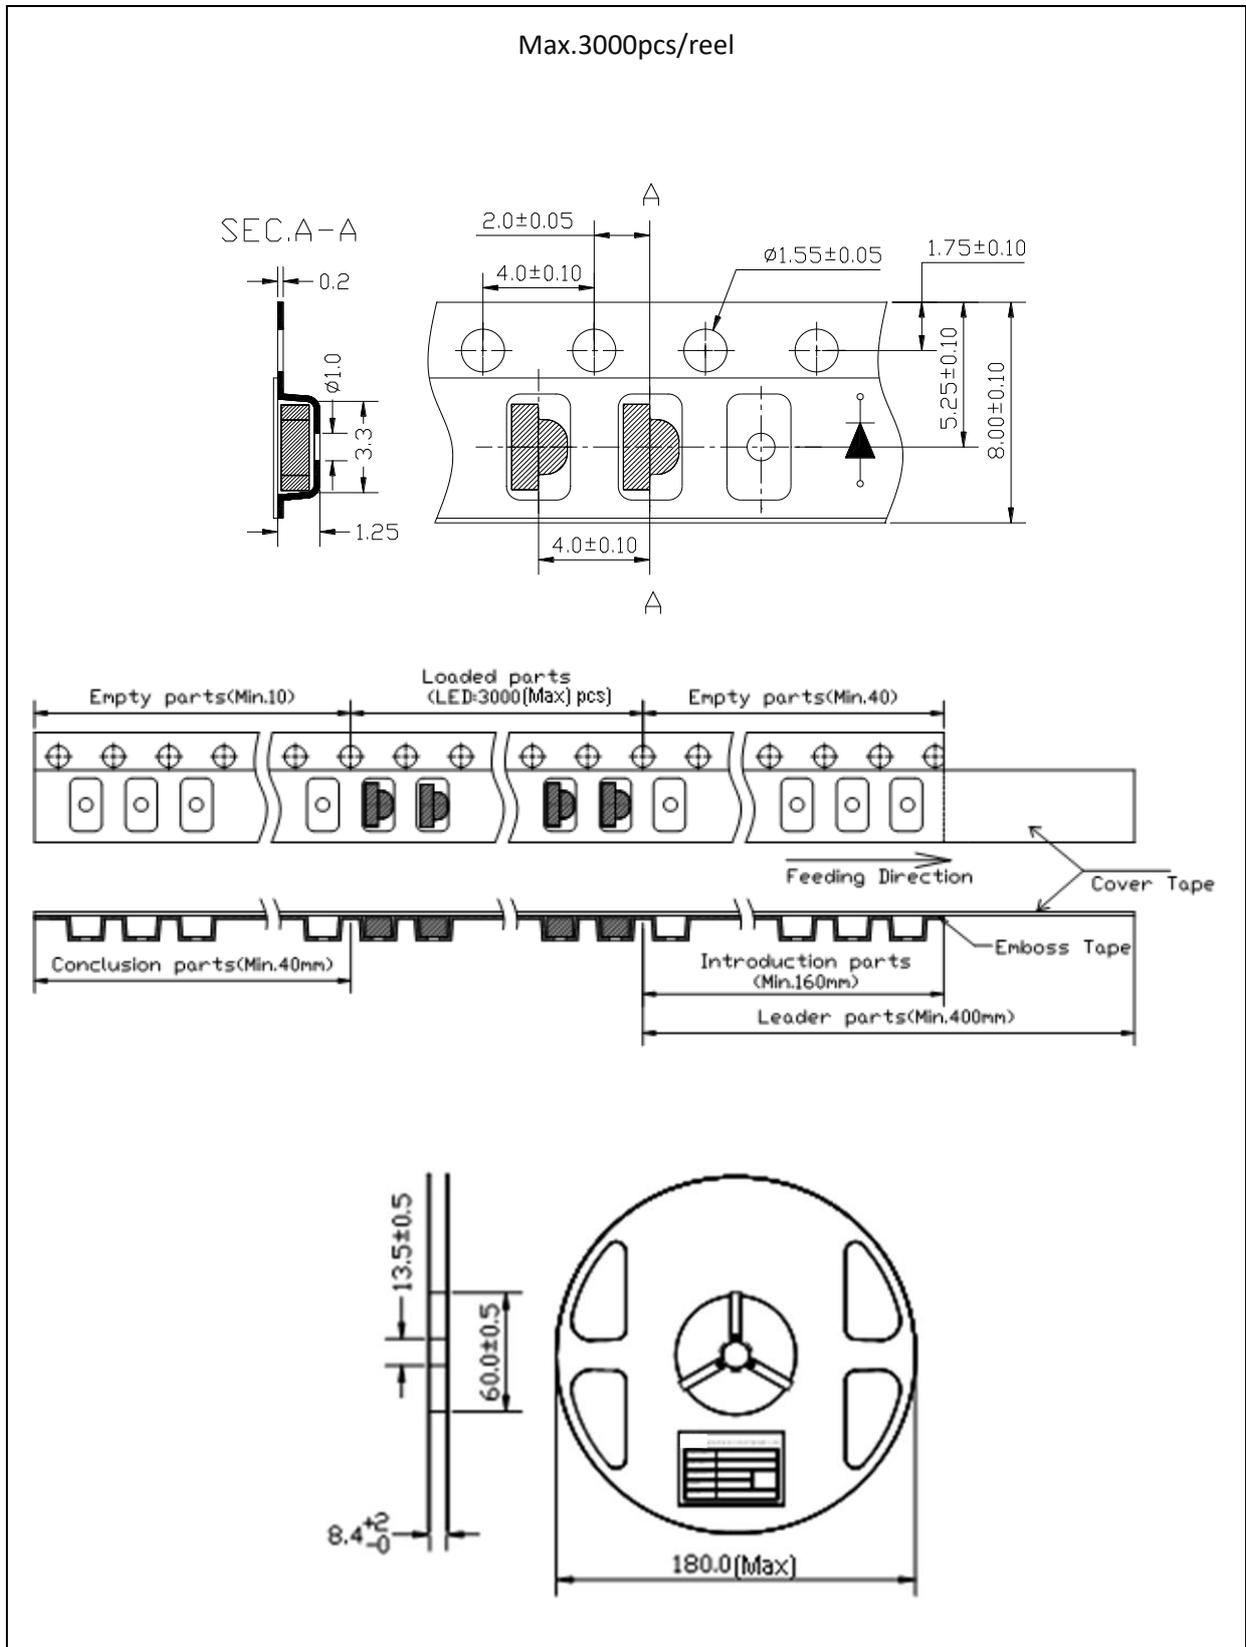 Max.3000pcs/reel
A
2.0±0.05
SEC.A-A
ø1.55±0.05
1.75±0.10
4.0±0.10
0.2
ø1.0
3.3
5.25±0.10
8.00±0.10
1.25
4.0±0.10
A
Loaded parts
Empty parts(Min.10)
(LED:3000(Max) pcs)
Empty parts(Min.40)
Feeding Direction
Cover Tape
Emboss Tape
Conclusion parts(Min.40mm)
Introduction parts
(Min.160mm)
Leader parts(Min.400mm)
13.5±0.5
60.0±0.5
8.4+2-0
180.0(Max)